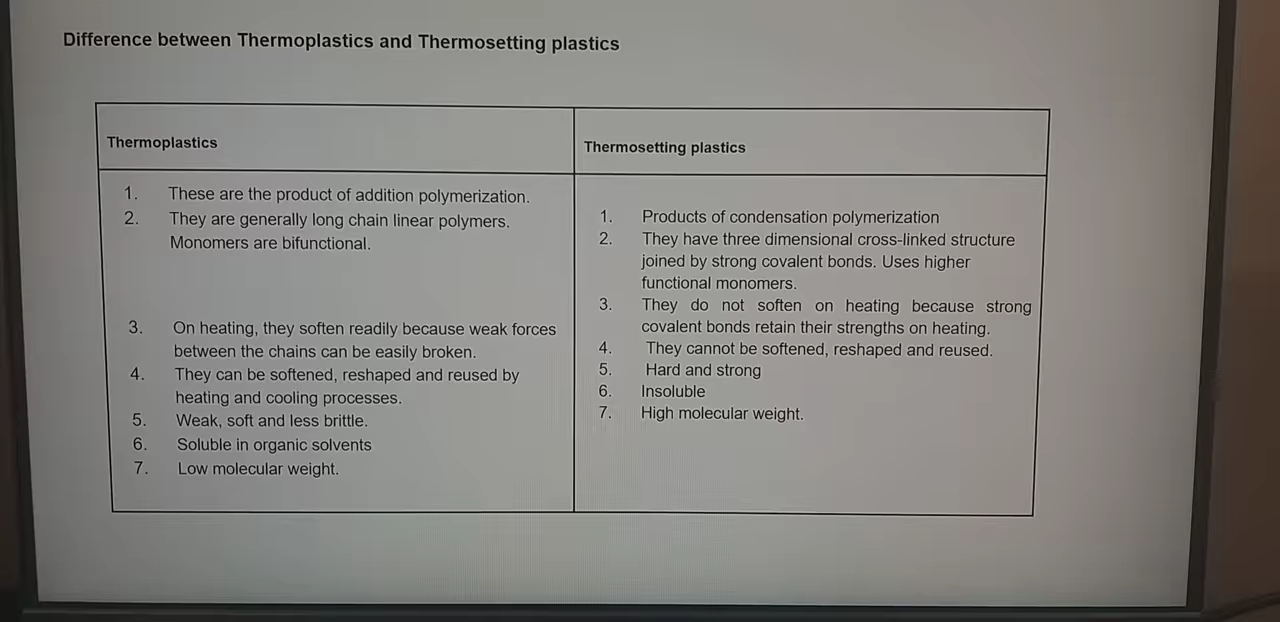 Difference between Thermoplastics and Thermosetting plastics
Thermoplastics
1. These are the product of addition polymerization.
2. They are generally long chain linear polymers.
Monomers are bifunctional.
3. On heating, they soften readily because weak forces
between the chains can be easily broken.
4. They can be softened, reshaped and reused by
heating and cooling processes.
5. Weak, soft and less brittle.
6. Soluble in organic solvents
7. Low molecular weight.
Thermosetting plastics
1. Products of condensation polymerization
2. They have three dimensional cross-linked structure
joined by strong covalent bonds. Uses higher
functional monomers.
3. They do not soften on heating because strong
covalent bonds retain their strengths on heating.
4. They cannot be softened, reshaped and reused.
5. Hard and strong
6. Insoluble
7. High molecular weight.